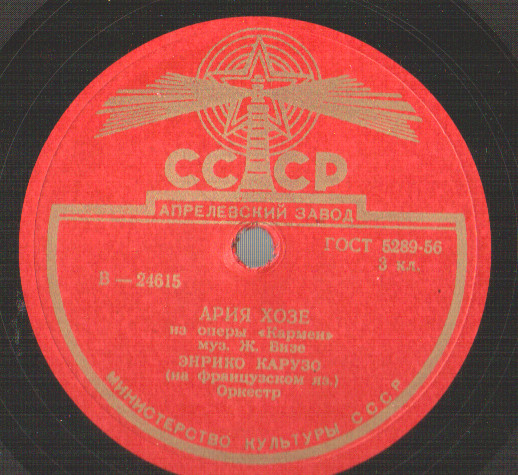 СССР
АПРЕЛЕВСКИЙ ЗАВОД
ГОСТ 5289-56
3 кл.
В — 24615
АРИЯ ХОЗЕ
из оперы «Кармен»
муз. Ж. Бизе
ЭНРИКО КАРУЗО
(на французском яз.)
Оркестр
МИНИСТЕРСТВО КУЛЬТУРЫ СССР